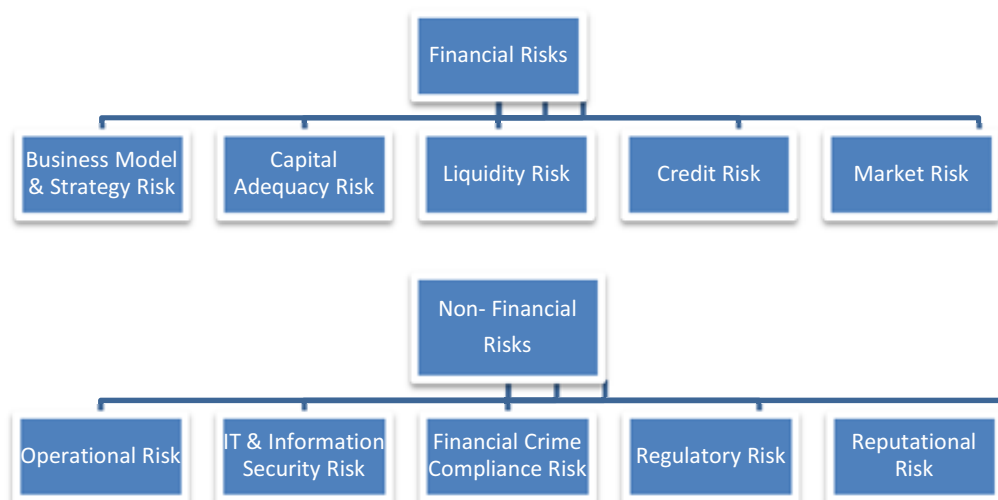 Financial Risks
Business Model
& Strategy Risk
Capital
Adequacy Risk
Liquidity Risk
Credit Risk
Market Risk
Non- Financial
Risks
Operational Risk
IT & Information
Security Risk
Financial Crime
Compliance Risk
Regulatory Risk
Reputational
Risk